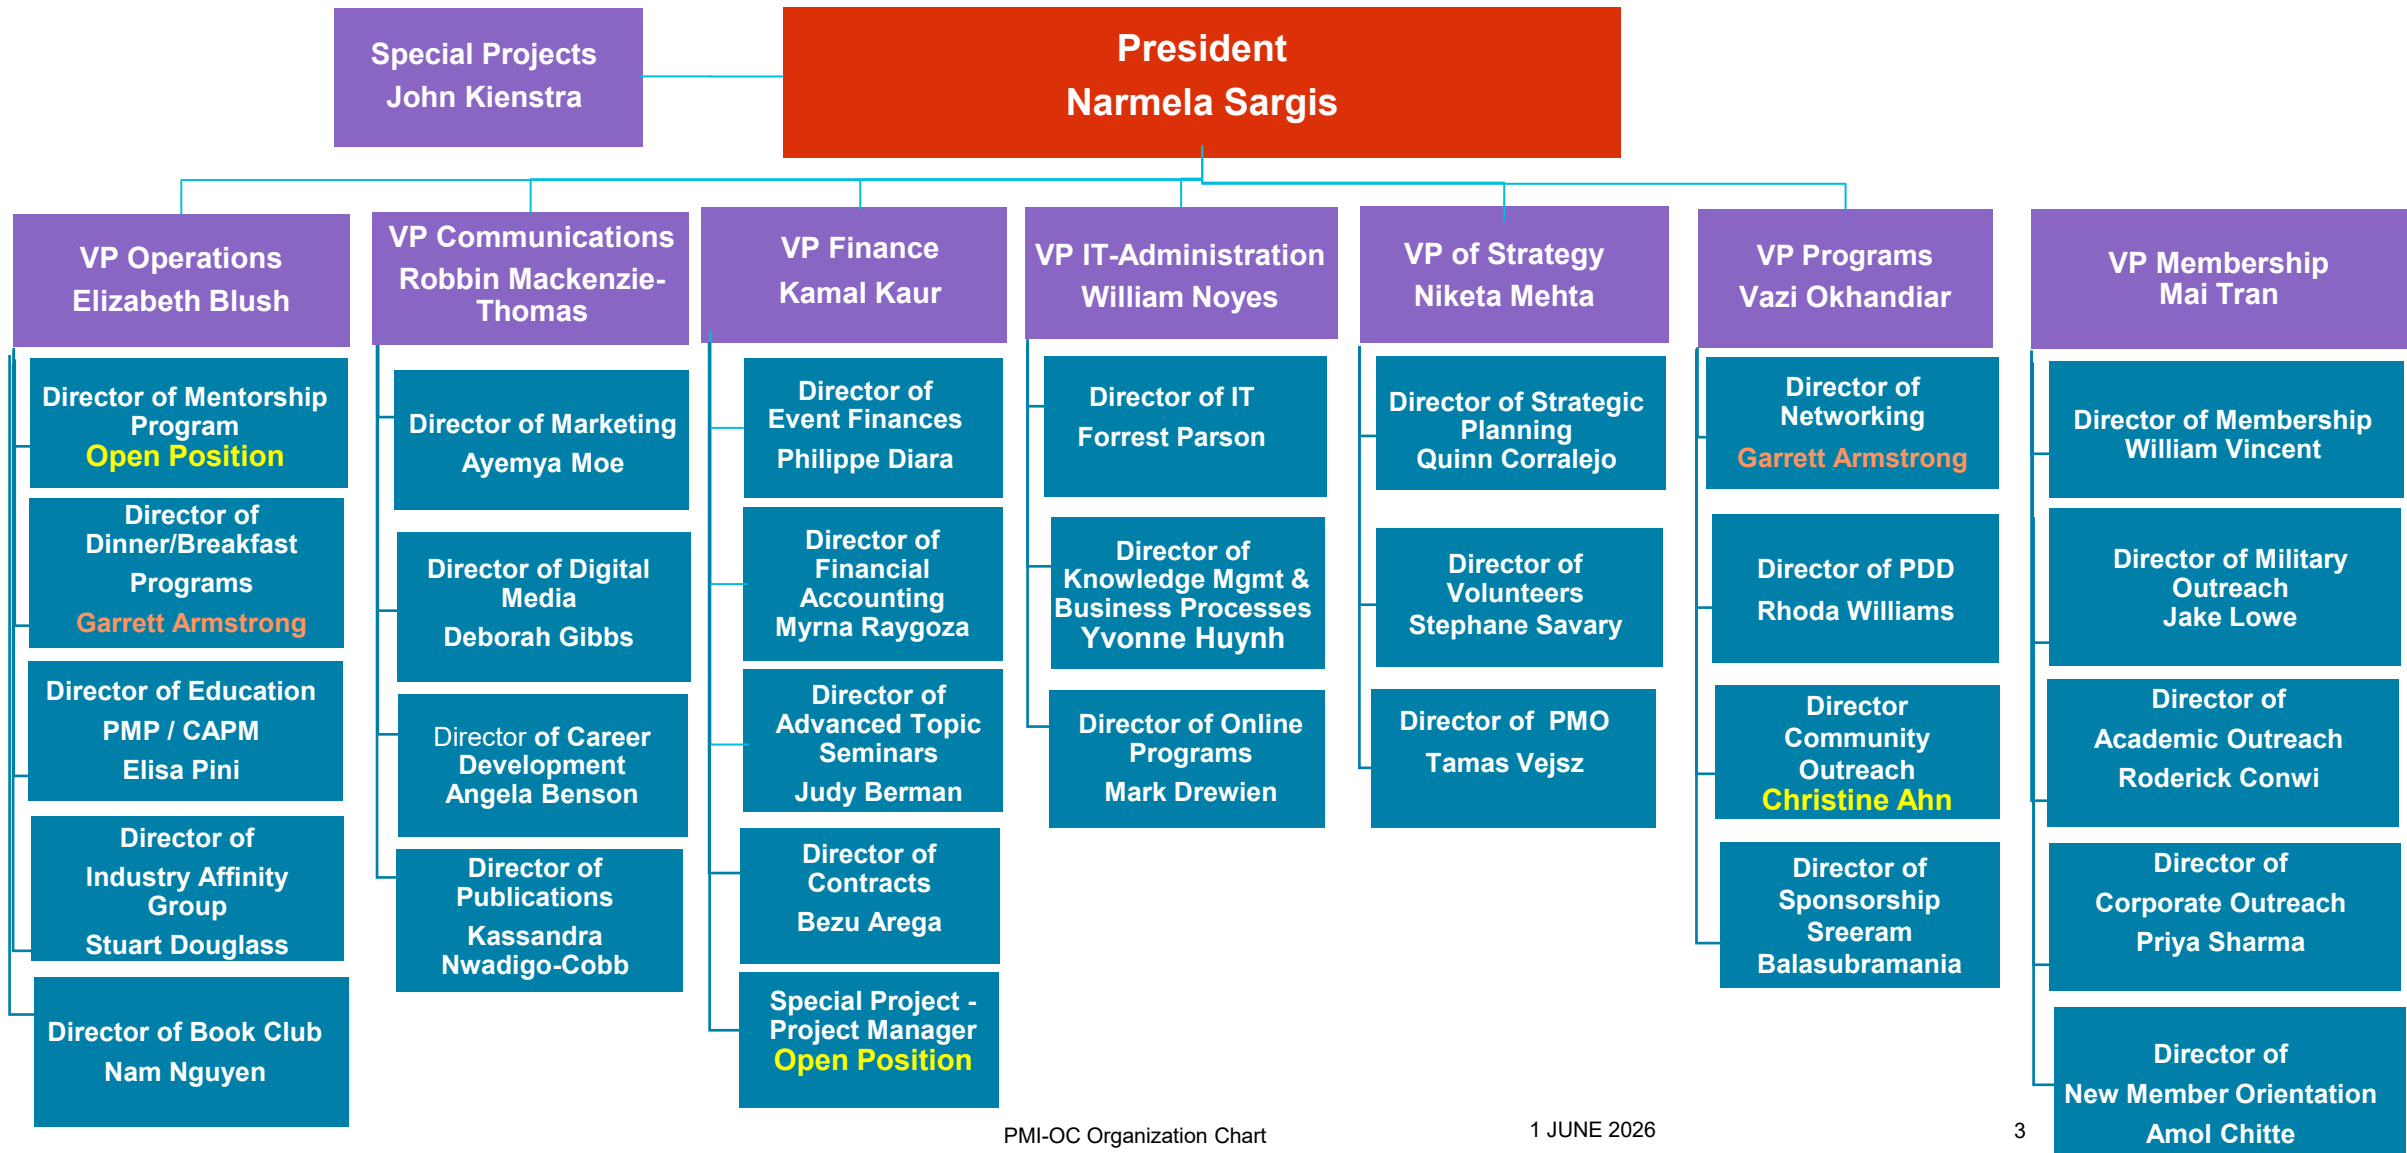 Special Projects
John Kienstra
President
Narmela Sargis
VP Operations
Elizabeth Blush
VP Communications
Robbin Mackenzie-
Thomas
VP Finance
Kamal Kaur
VP IT-Administration
William Noyes
VP of Strategy
Niketa Mehta
VP Programs
Vazi Okhandiar
VP Membership
Mai Tran
Director of Mentorship
Program
Open Position
Director of
Dinner/Breakfast
Programs
Garrett Armstrong
Director of Education
PMP / CAPM
Elisa Pini
Director of
Industry Affinity
Group
Stuart Douglass
Director of Book Club
Nam Nguyen
Director of Marketing
Ayemya Moe
Director of Digital
Media
Deborah Gibbs
Director of Career
Development
Angela Benson
Director of
Publications
Kassandra
Nwadigo-Cobb
Director of
Event Finances
Philippe Diara
Director of
Financial
Accounting
Myrna Raygoza
Director of
Advanced Topic
Seminars
Judy Berman
Director of
Contracts
Bezu Arega
Special Project -
Project Manager
Open Position
Director of IT
Forrest Parson
Director of
Knowledge Mgmt &
Business Processes
Yvonne Huynh
Director of Online
Programs
Mark Drewien
Director of Strategic
Planning
Quinn Corralejo
Director of
Volunteers
Stephane Savary
Director of  PMO
Tamas Vejsz
Director of
Networking
Garrett Armstrong
Director of PDD
Rhoda Williams
Director
Community
Outreach
Christine Ahn
Director of
Sponsorship
Sreeram
Balasubramania
Director of Membership
William Vincent
Director of Military
Outreach
Jake Lowe
Director of
Academic Outreach
Roderick Conwi
Director of
Corporate Outreach
Priya Sharma
Director of
New Member Orientation
Amol Chitte
PMI-OC Organization Chart
1 JUNE 2026
3